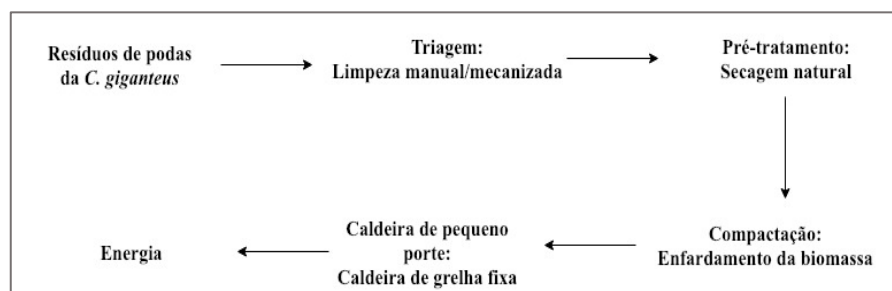 Resíduos de podas
da C. giganteus
Triagem:
Limpeza manual/mecanizada
Pré-tratamento:
Secagem natural
Compactação:
Enfardamento da biomassa
Caldeira de pequeno
porte:
Caldeira de grelha fixa
Energia